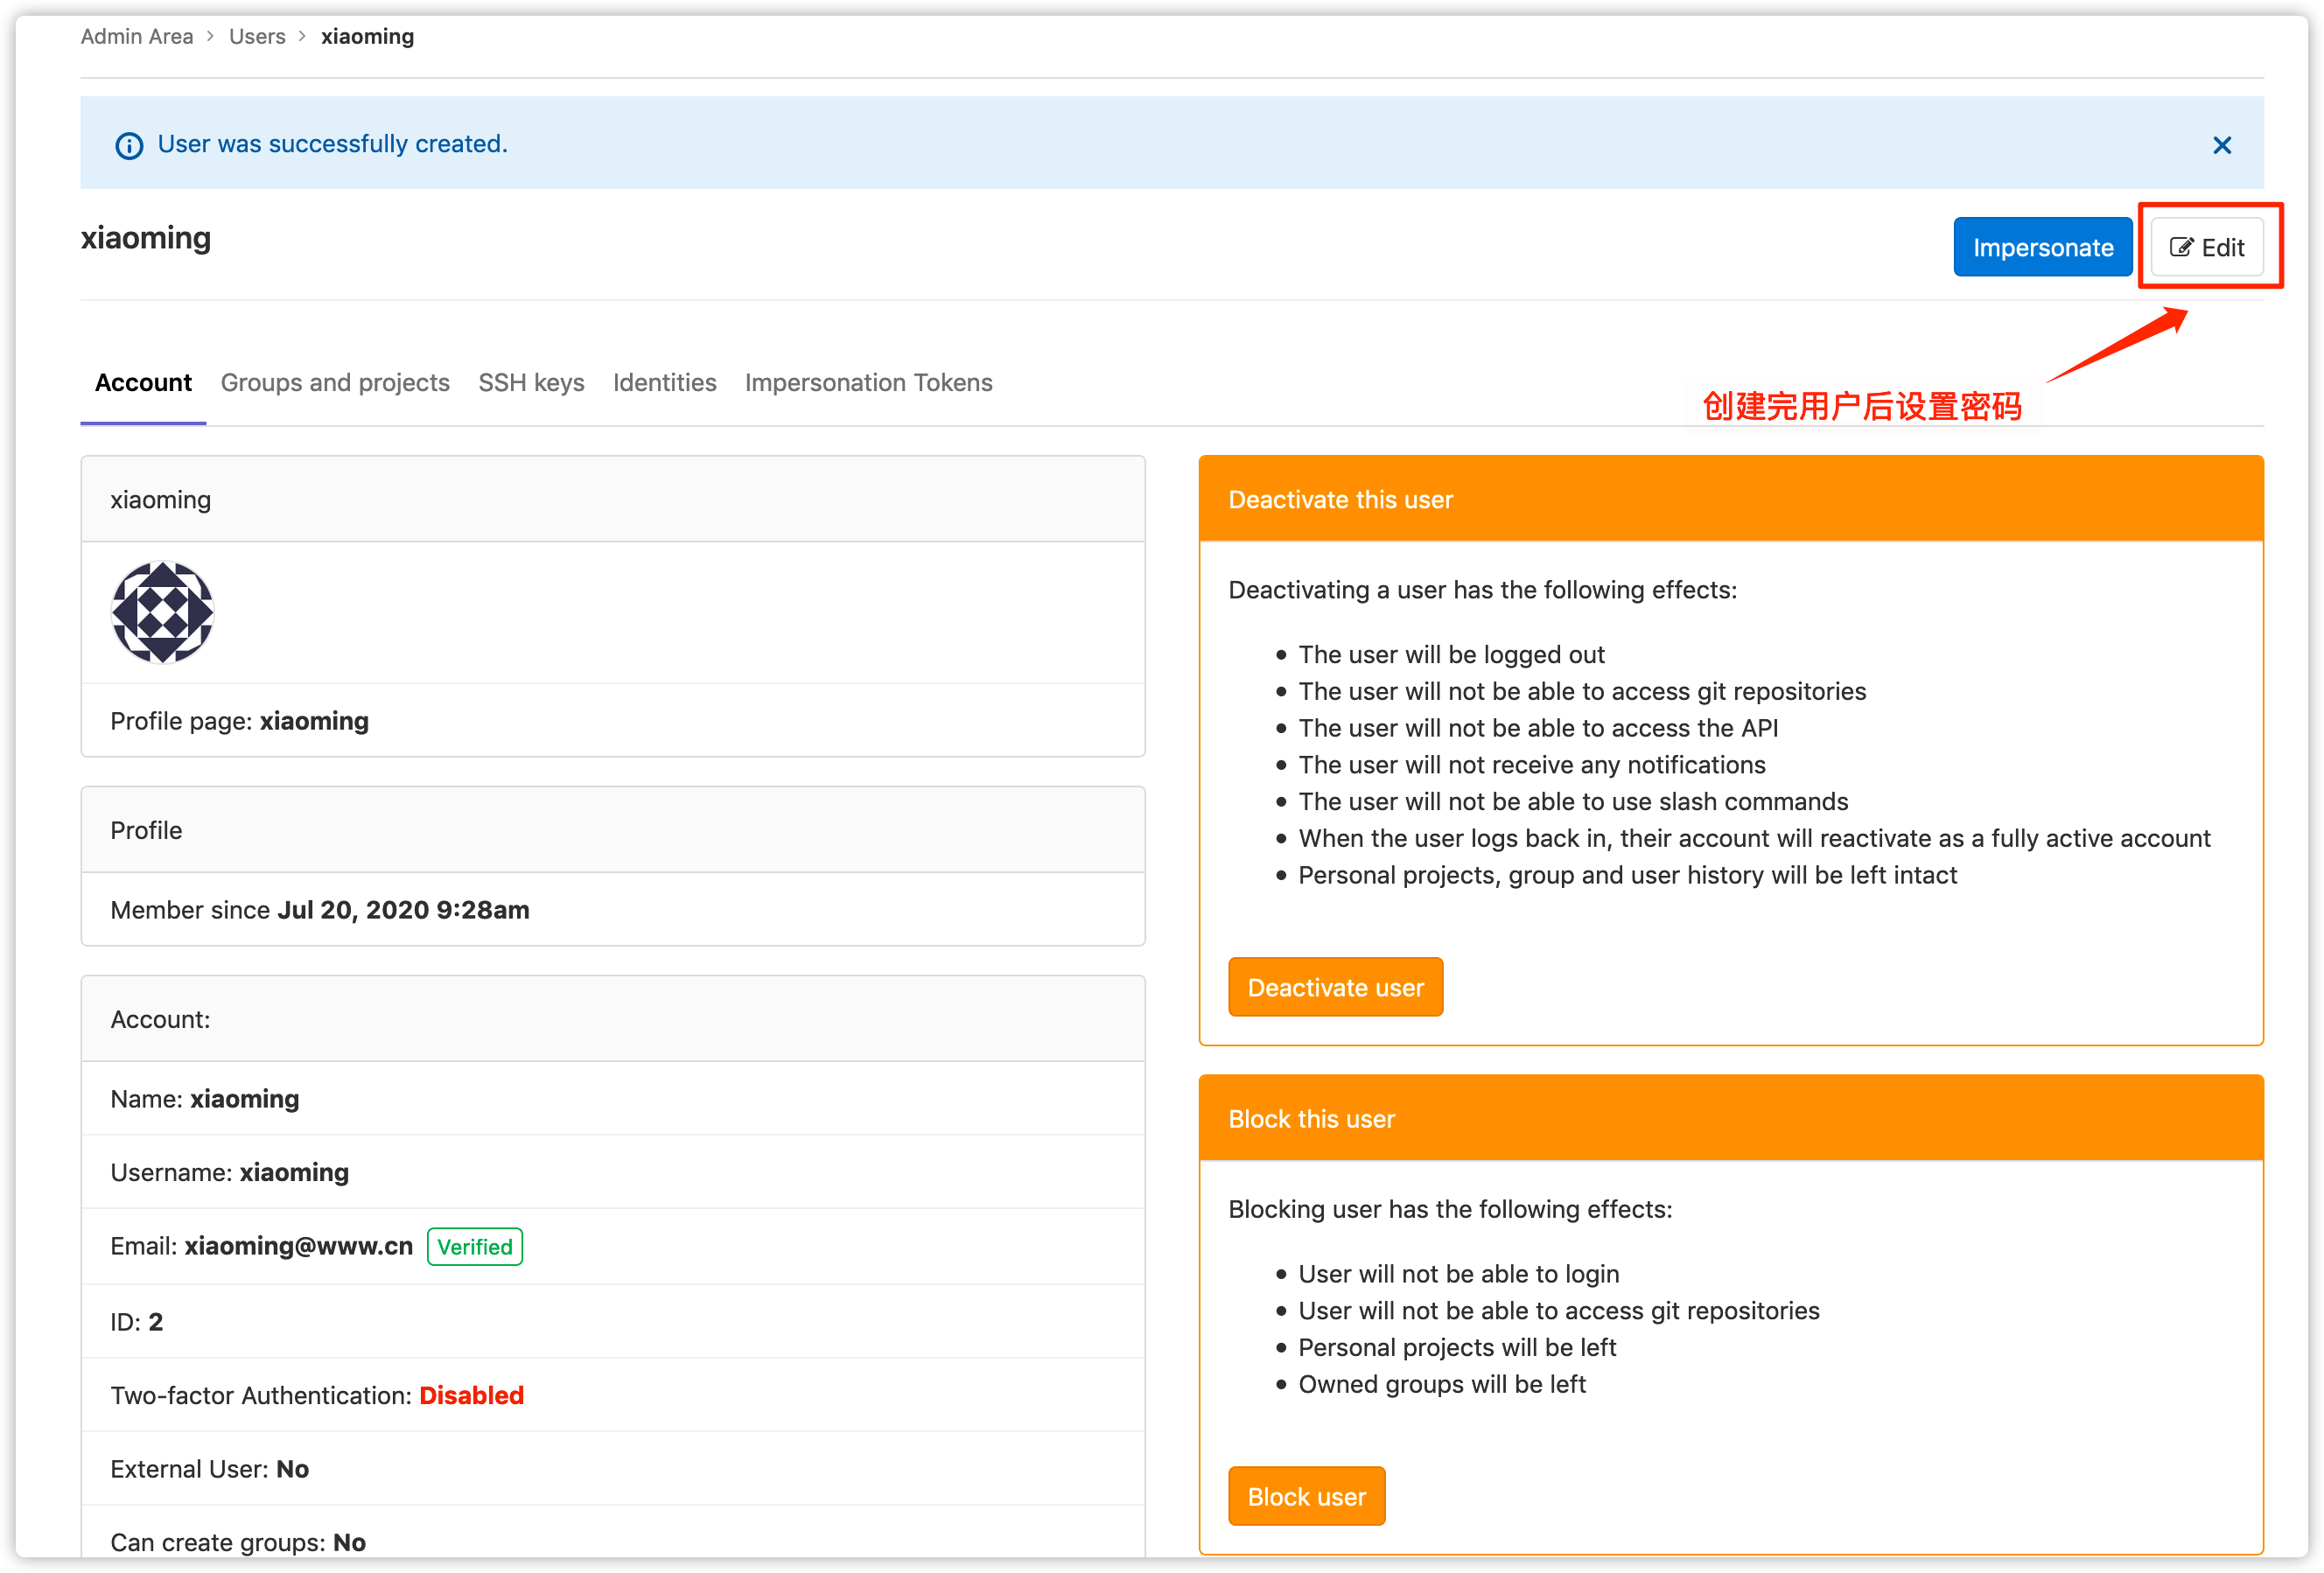 Admin Area > Users > xiaoming
User was successfully created.
xiaoming
Impersonate
Edit
创建完用户后设置密码
Account Groups and projects SSH keys Identities Impersonation Tokens
xiaoming
Profile page: xiaoming
Profile
Member since Jul 20, 2020 9:28am
Account:
Name: xiaoming
Username: xiaoming
Email: xiaoming@www.cn Verified
ID: 2
Two-factor Authentication: Disabled
External User: No
Can create groups: No
Deactivate this user
Deactivating a user has the following effects:
The user will be logged out
The user will not be able to access git repositories
The user will not be able to access the API
The user will not receive any notifications
The user will not be able to use slash commands
When the user logs back in, their account will reactivate as a fully active account
Personal projects, group and user history will be left intact
Deactivate user
Block this user
Blocking user has the following effects:
User will not be able to login
User will not be able to access git repositories
Personal projects will be left
Owned groups will be left
Block user